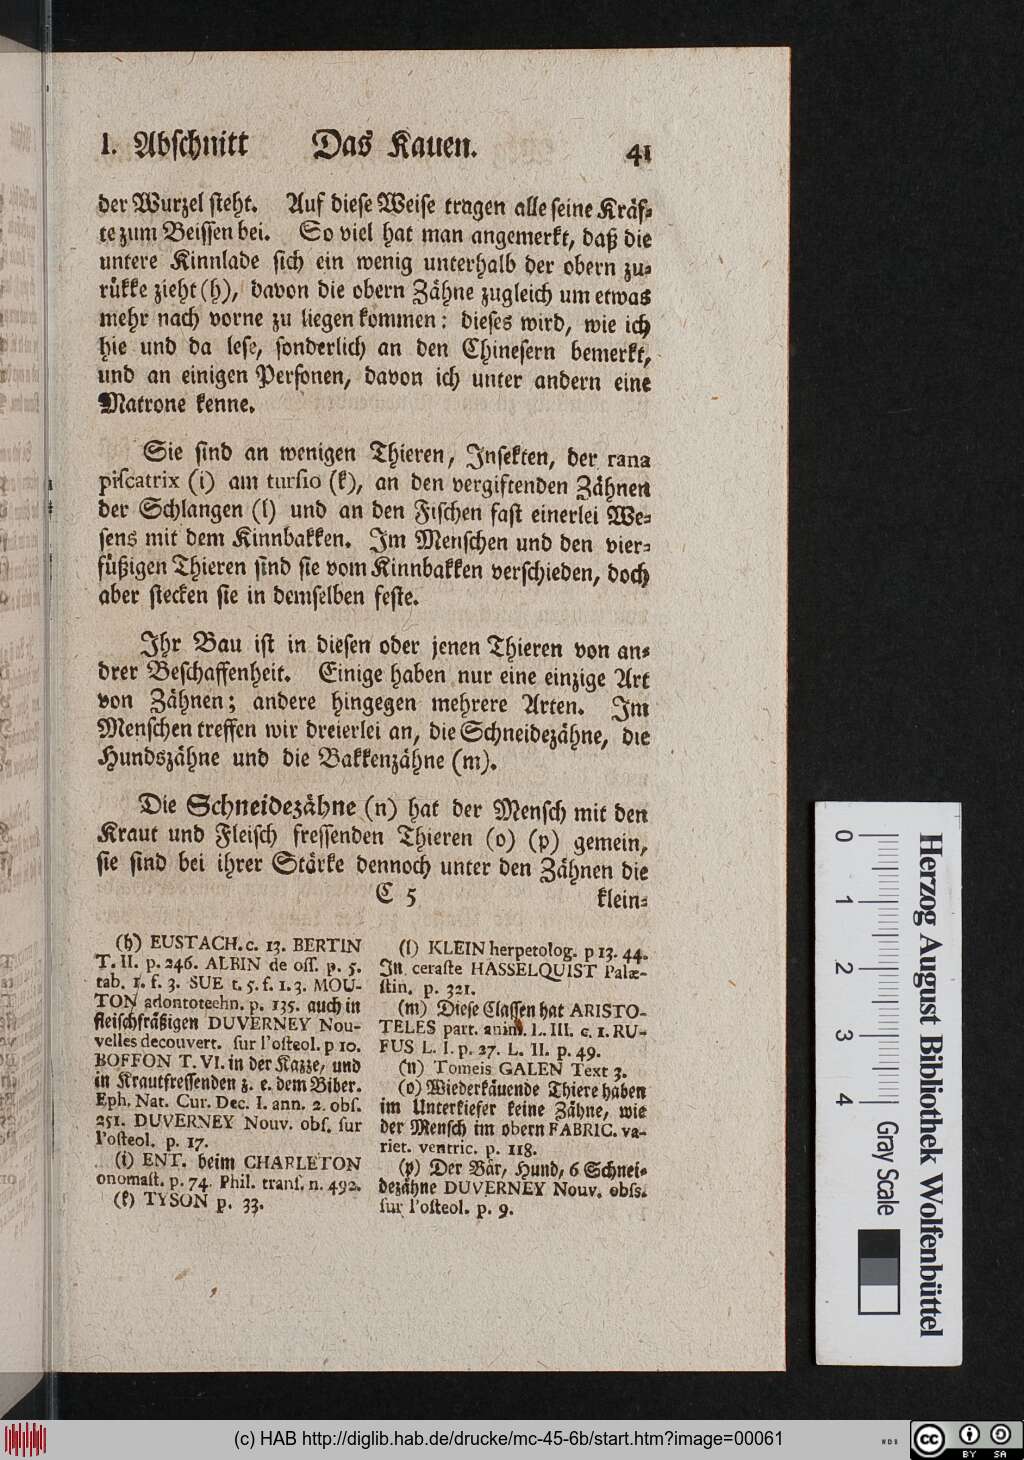 I. Abſchnitt Das Kauen. 41
der Wurzel ſteht. Auf dieſe Weiſe tragen alle ſeine Kräf-
te zum Beiſſen bei. So viel hat man angemerkt, daß die
untere Kinnlade ſich ein wenig unterhalb der obern zu-
rükke zieht (h), davon die obern Zähne zugleich um etwas
mehr nach vorne zu liegen kommen: dieſes wird, wie ich
hie und da leſe, ſonderlich an den Chineſern bemerkt,
und an einigen Perſonen, davon ich unter andern eine
Matrone kenne.
Sie ſind an wenigen Thieren, Inſekten, der rana
piſcatrix (i) am turſio (k), an den vergiftenden Zähnen
der Schlangen (l) und an den Fiſchen faſt einerlei We-
ſens mit dem Kinnbakken. Im Menſchen und den vier-
füßigen Thieren ſind ſie vom Kinnbakken verſchieden, doch
aber ſtecken ſie in demſelben feſte.
Ihr Bau iſt in dieſen oder jenen Thieren von an-
drer Beſchaffenheit. Einige haben nur eine einzige Art
von Zähnen; andere hingegen mehrere Arten. Im
Menſchen treffen wir dreierlei an, die Schneidezähne, die
Hundszähne und die Bakkenzähne (m).
Die Schneidezähne (n) hat der Menſch mit den
Kraut und Fleiſch freſſenden Thieren (o) (p) gemein,
ſie ſind bei ihrer Stärke dennoch unter den Zähnen die
C 5 klein-
(h) EUSTACH. c. 13. BERTIN
T. II. p. 246. ALBIN de oſſ. p. 5.
tab. 1. f. 3. SUE t. 5. f. 1. 3. MOU-
TON adontotechn. p. 135. auch in
fleiſchfräßigen DUVERNEY Nou-
velles decouvert. ſur l'oſteol. p 10.
BOFFON T. VI. in der Kazze, und
in Krautfreſſenden z. e. dem Biber.
Eph. Nat. Cur. Dec. I. ann. 2. obſ.
251. DUVERNEY Nouv. obſ. ſur
l'oſteol. p. 17.
(i) ENT. beim CHARLETON
onomaſt. p. 74. Phil. tranſ. n. 492.
(k) TYSON p. 33.
(l) KLEIN herpetolog. p 13. 44.
In ceraſte HASSELQUIST Palæ-
ſtin. p. 321.
(m) Dieſe Claſſen hat ARISTO-
TELES part. anim. L. III. c. 1. RU-
FUS L. I. p. 27. L. II. p. 49.
(n) Tomeis GALEN Text 3.
(o) Wiederkäuende Thiere haben
im Unterkiefer keine Zähne, wie
der Menſch im obern FABRIC. va-
riet. ventric. p. 118.
(p) Der Bär, Hund, 6 Schnei-
dezähne DUVERNEY Nouv. obſſ.
ſur l'oſteol. p. 9.
0 1 2 3 4 Gray Scale
Herzog August Bibliothek Wolfenbüttel
(c) HAB http://diglib.hab.de/drucke/mc-45-6b/start.htm?image=00061
cc BY SA